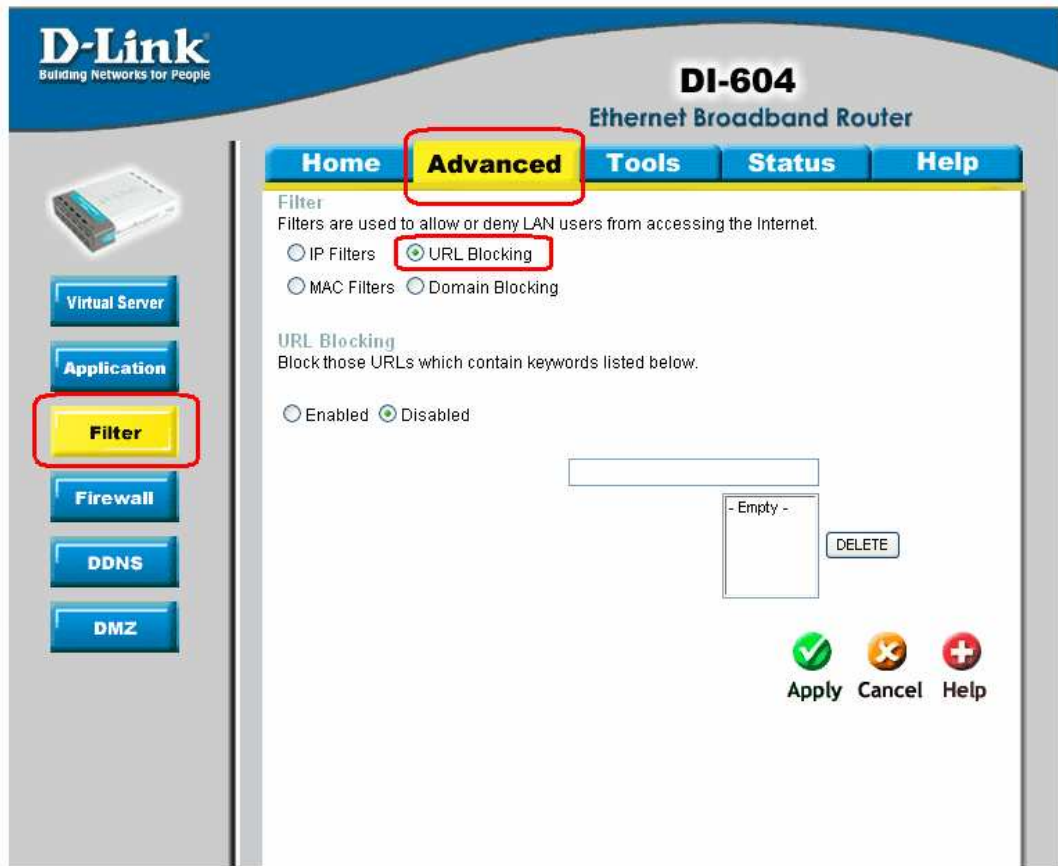 D-Link
Building Networks for People
DI-604
Ethernet Broadband Router
Home Advanced Tools Status Help
Virtual Server
Application
Filter
Firewall
DDNS
DMZ
Filter
Filters are used to allow or deny LAN users from accessing the Internet.
IP Filters URL Blocking
MAC Filters Domain Blocking
URL Blocking
Block those URLs which contain keywords listed below.
Enabled Disabled
- Empty -
DELETE
Apply Cancel Help